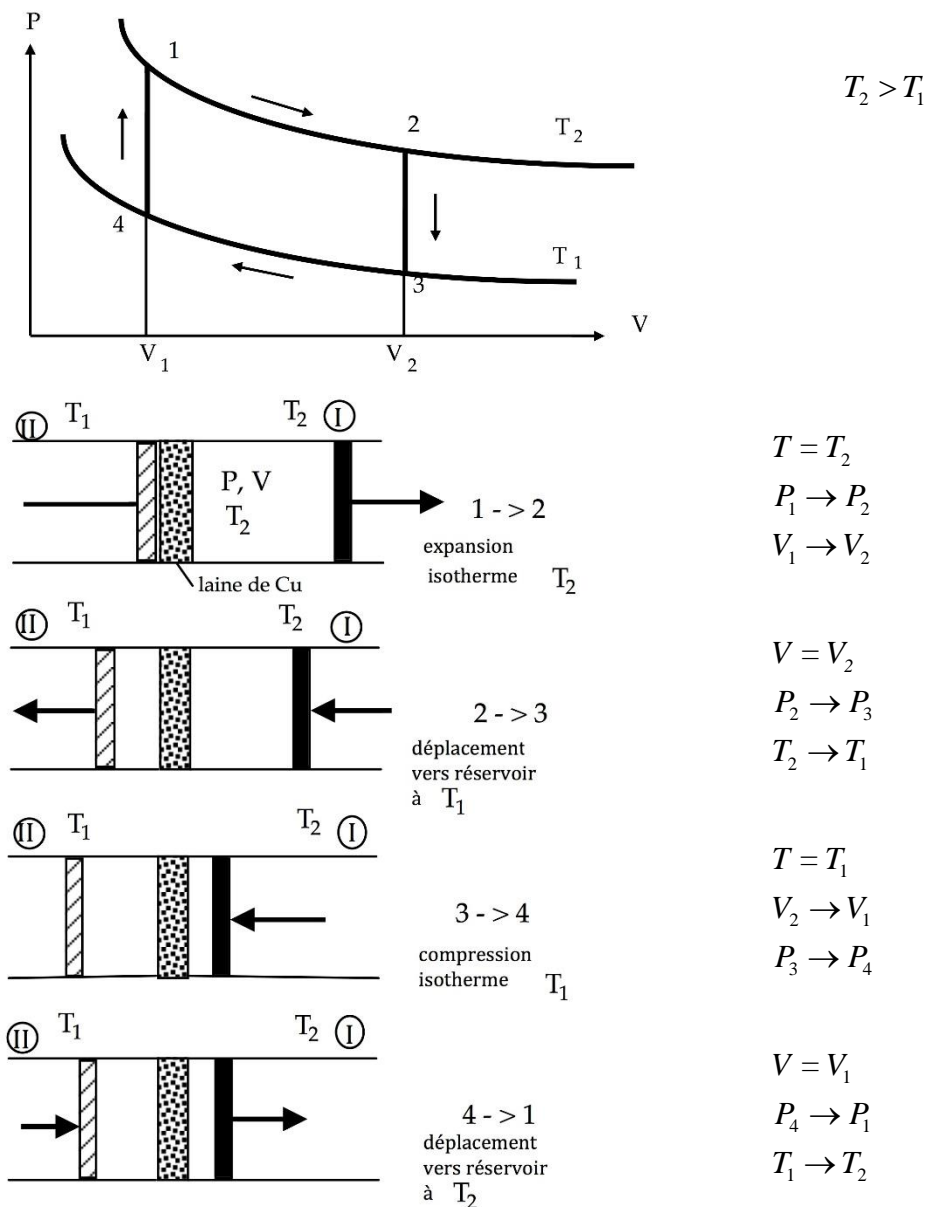 P
1
2
T₂
T₂ > T₁
4
3
T₁
V
V₁
V₂
II T₁ T₂ I
P, V
T₂
laine de Cu
1 - > 2
expansion
isotherme T₂
T = T₂
P₁ → P₂
V₁ → V₂
II T₁ T₂ I
2 - > 3
déplacement
vers réservoir
à T₁
V = V₂
P₂ → P₃
T₂ → T₁
II T₁ T₂ I
3 - > 4
compression
isotherme T₁
T = T₁
V₂ → V₁
P₃ → P₄
II T₁ T₂ I
4 - > 1
déplacement
vers réservoir
à T₂
V = V₁
P₄ → P₁
T₁ → T₂